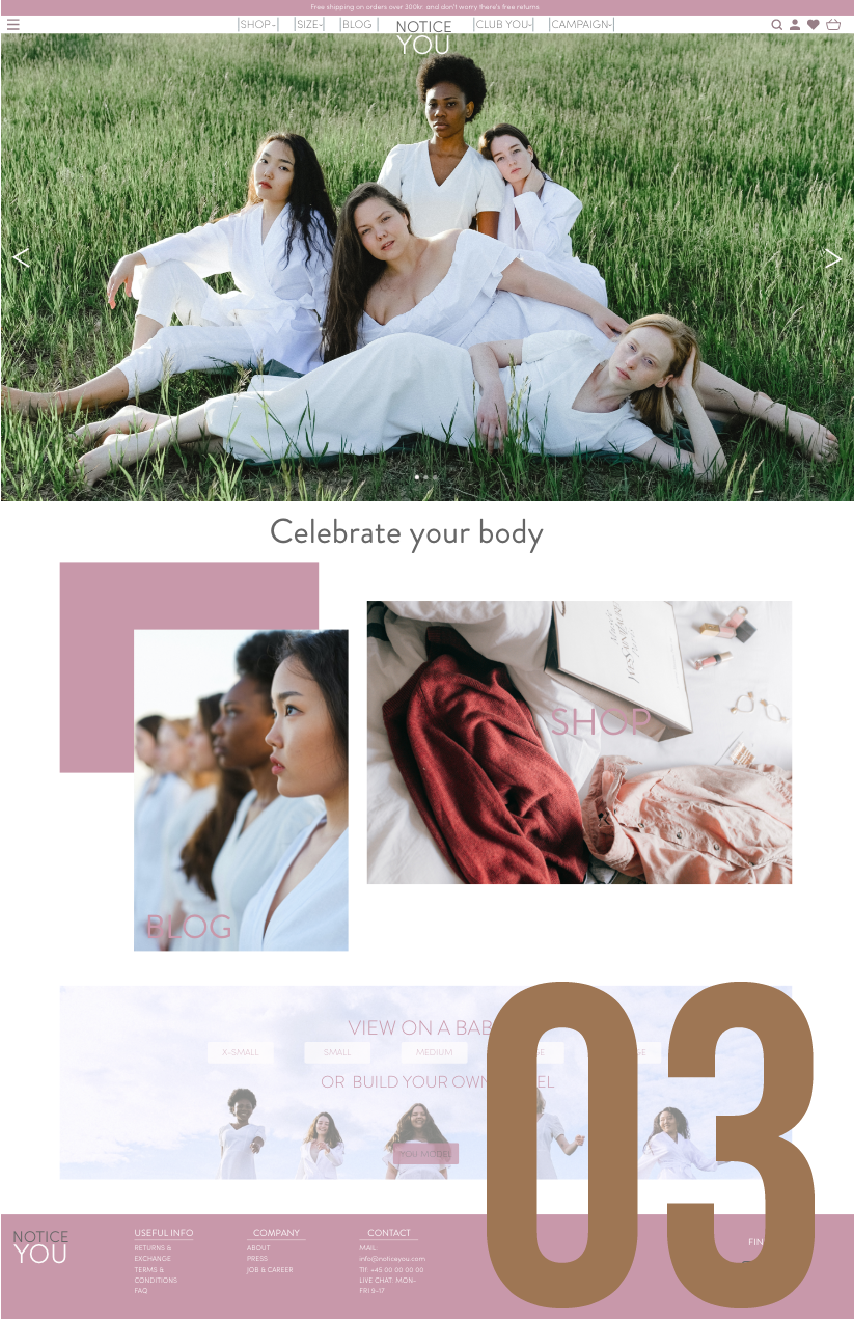 Free shipping on orders over 300kr. and don't worry there's free returns
SHOP SIZE BLOG NOTICE YOU CLUB YOU CAMPAIGN
Celebrate your body
SHOP
BLOG
VIEW ON A
X-SMALL SMALL MEDIUM
OR BUILD YOUR OWN
YOU MODEL
03
NOTICE
YOU
USEFUL INFO
RETURNS &
EXCHANGE
TERMS &
CONDITIONS
FAQ
COMPANY
ABOUT
PRESS
JOB & CAREER
CONTACT
MAIL:
info@noticeyou.com
Tlf. +45 00 00 00 00
LIVE CHAT: MON-
FRI 9-17